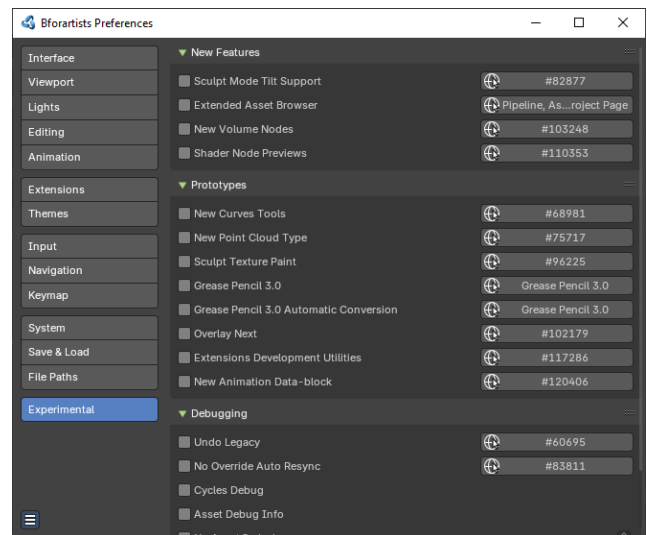 Bforartists Preferences
Interface
Viewport
Lights
Editing
Animation
Extensions
Themes
Input
Navigation
Keymap
System
Save & Load
File Paths
Experimental
New Features
Sculpt Mode Tilt Support #82877
Extended Asset Browser Pipeline, As...roject Page
New Volume Nodes #103248
Shader Node Previews #110353
Prototypes
New Curves Tools #68981
New Point Cloud Type #75717
Sculpt Texture Paint #96225
Grease Pencil 3.0 Grease Pencil 3.0
Grease Pencil 3.0 Automatic Conversion Grease Pencil 3.0
Overlay Next #102179
Extensions Development Utilities #117286
New Animation Data-block #120406
Debugging
Undo Legacy #60695
No Override Auto Resync #83811
Cycles Debug
Asset Debug Info